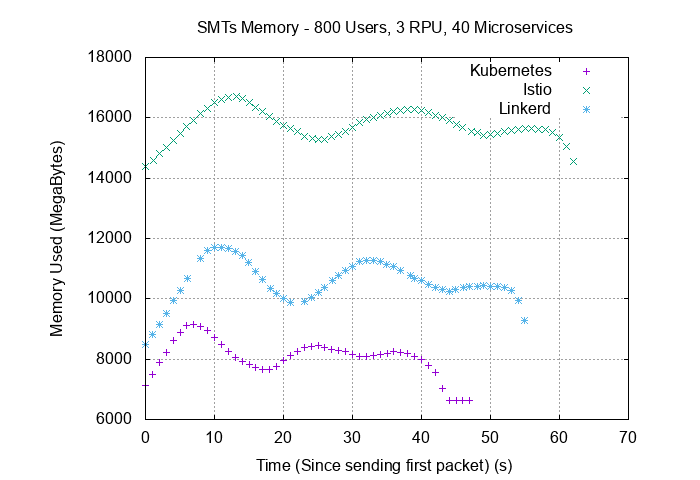 SMTs Memory - 800 Users, 3 RPU, 40 Microservices
18000
16000
14000
12000
10000
8000
6000
Memory Used (MegaBytes)
Kubernetes
Istio
Linkerd
0 10 20 30 40 50 60 70
Time (Since sending first packet) (s)